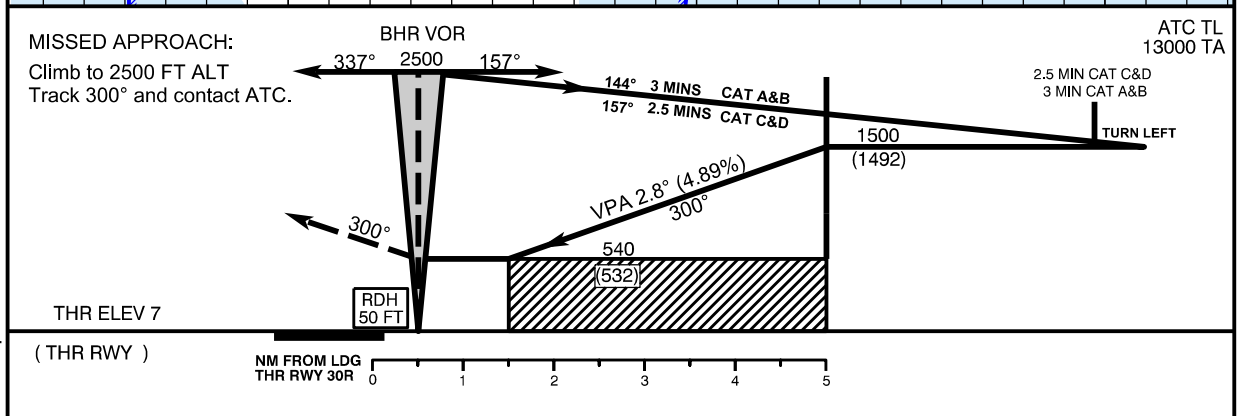 MISSED APPROACH:
Climb to 2500 FT ALT
Track 300° and contact ATC.
BHR VOR
337° 2500 157°
ATC TL
13000 TA
2.5 MIN CAT C&D
3 MIN CAT A&B
TURN LEFT
144° 3 MINS CAT A&B
157° 2.5 MINS CAT C&D
1500
(1492)
VPA 2.8° (4.89%)
300°
300°
540
(532)
RDH
50 FT
THR ELEV 7
( THR RWY )
NM FROM LDG
THR RWY 30R
0 1 2 3 4 5